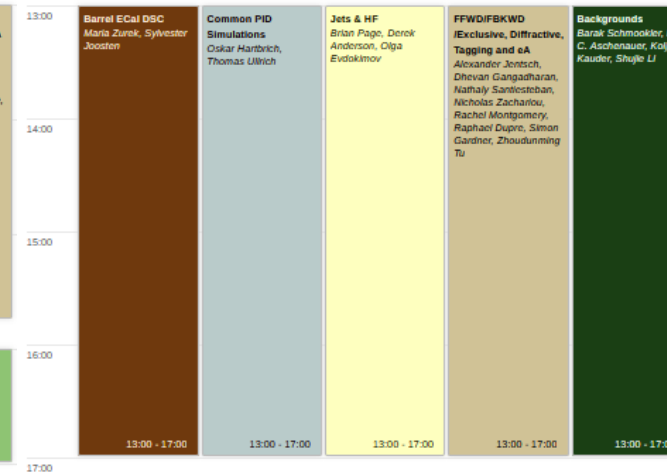 13:00
14:00
15:00
16:00
17:00
Barrel ECal DSC
Maria Zurek, Sylvester
Joosten
13:00 - 17:00
Common PID
Simulations
Oskar Hartbrich,
Thomas Ullrich
13:00 - 17:00
Jets & HF
Brian Page, Derek
Anderson, Olga
Evdokimov
13:00 - 17:00
FFWD/FBKWD
/Exclusive, Diffractive,
Tagging and eA
Alexander Jentsch,
Dhevan Gangadharan,
Nathaly Santiesteban,
Nicholas Zachariou,
Rachel Montgomery,
Raphael Dupre, Simon
Gardner, Zhoudunming
Tu
13:00 - 17:00
Backgrounds
Barak Schmookler,
C. Aschenauer,
Kauder, Shujie Li
13:00 -